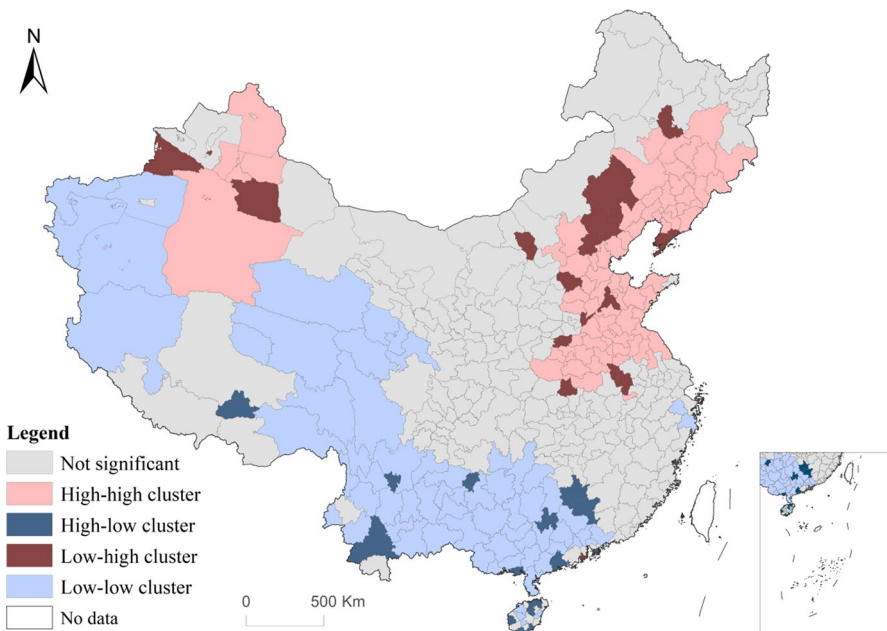 N
Legend
Not significant
High-high cluster
High-low cluster
Low-high cluster
Low-low cluster
No data
0 500 Km